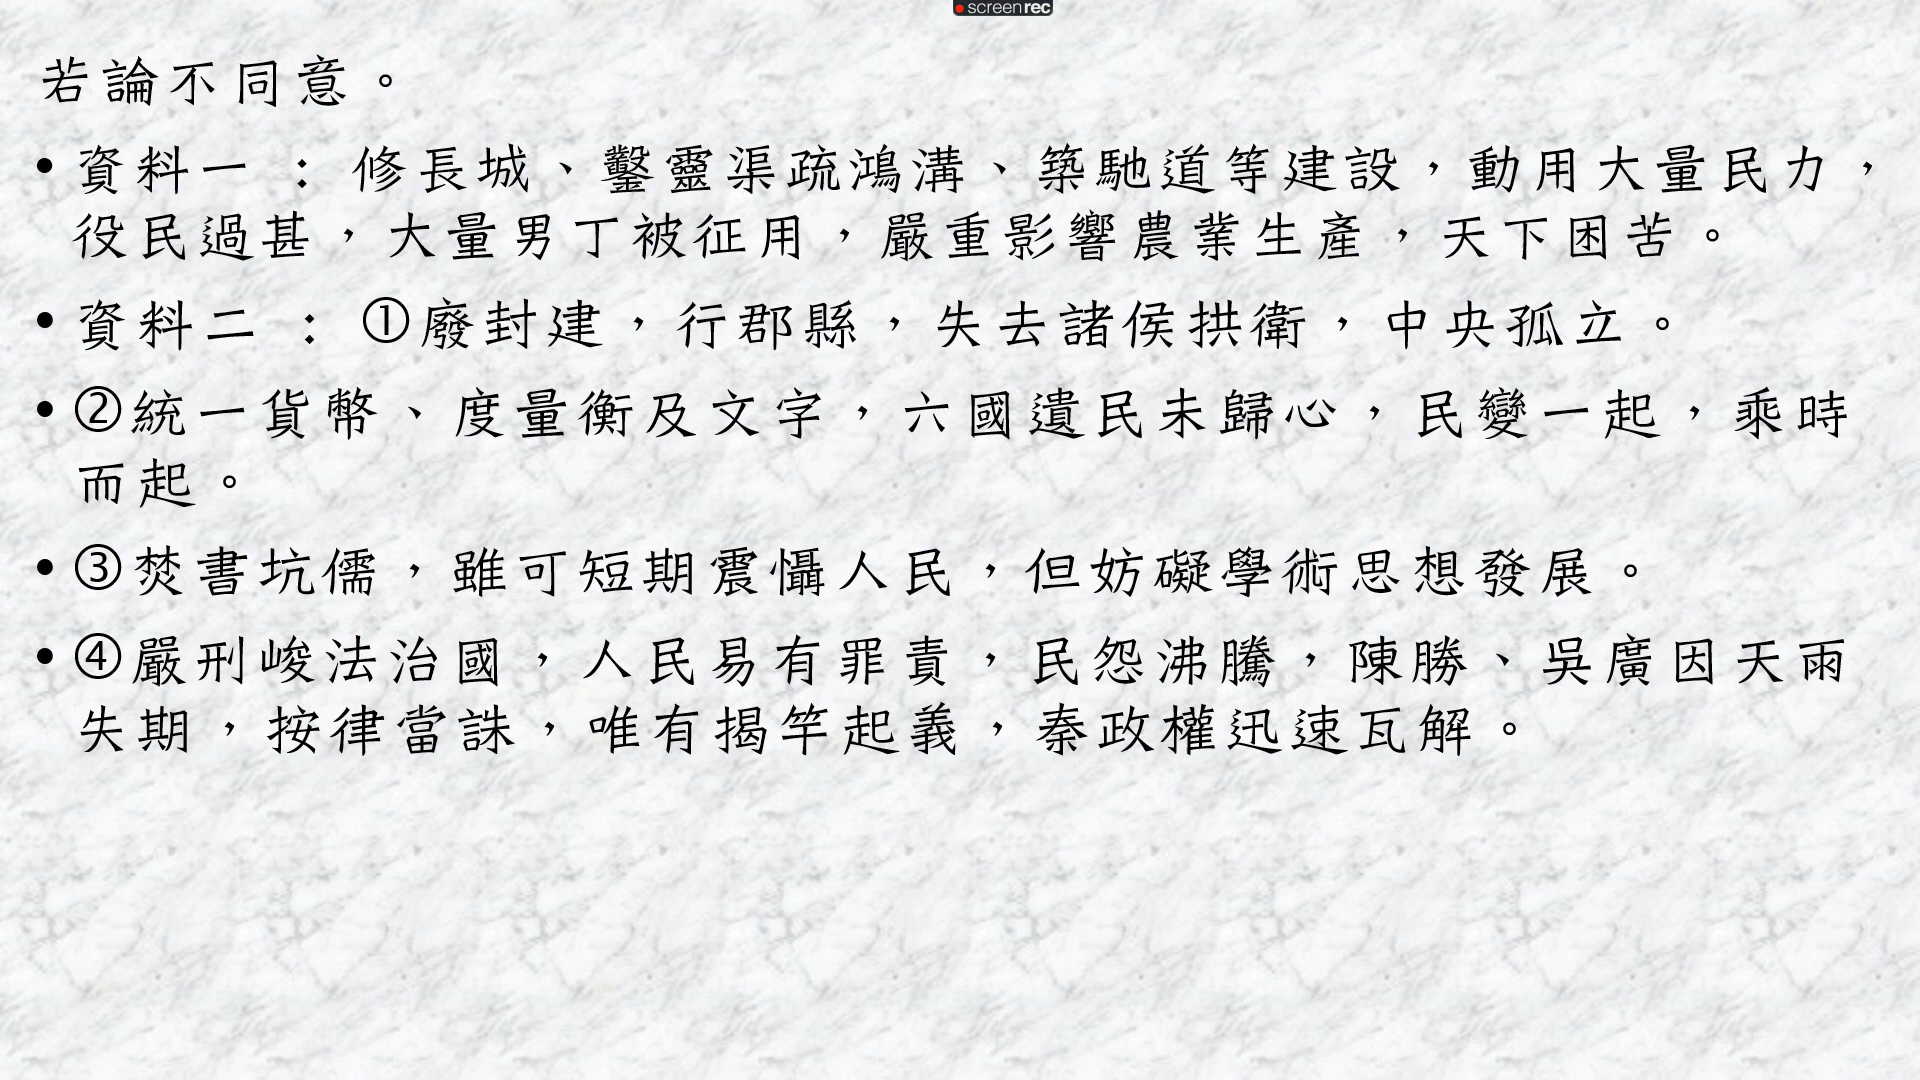 screenrec
若論不同意。
• 資料一 ： 修長城、鑿靈渠疏鴻溝、築馳道等建設，動用大量民力，
役民過甚，大量男丁被征用，嚴重影響農業生產，天下困苦。
• 資料二 ： ①廢封建，行郡縣，失去諸侯拱衛，中央孤立。
• ②統一貨幣、度量衡及文字，六國遺民未歸心，民變一起，乘時
而起。
• ③焚書坑儒，雖可短期震懾人民，但妨礙學術思想發展。
• ④嚴刑峻法治國，人民易有罪責，民怨沸騰，陳勝、吳廣因天雨
失期，按律當誅，唯有揭竿起義，秦政權迅速瓦解。